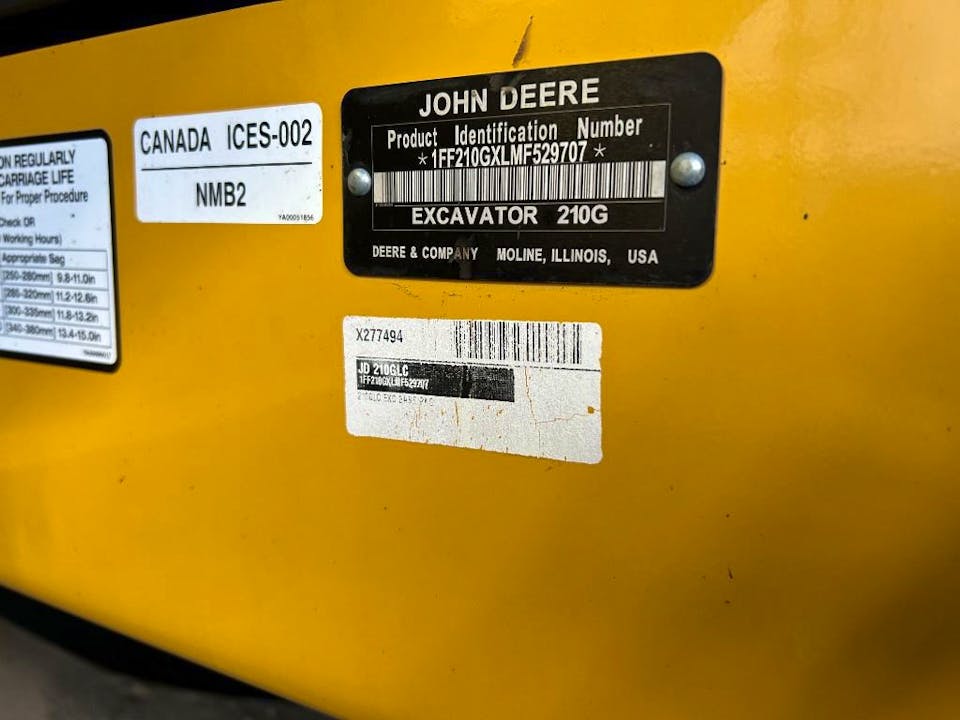 ON REGULARLY
CARRIAGE LIFE
For Proper Procedure
Check OR
Working Hours)
Appropriate Sag
[250-280mm] 9.8-11.0in
[285-320mm] 11.2-12.6in
[300-335mm] 11.8-13.2in
[340-380mm] 13.4-15.0in
CANADA ICES-002
NMB2
YA00051856
JOHN DEERE
Product Identification Number
*1FF210GXLMF529707*
EXCAVATOR 210G
DEERE & COMPANY MOLINE, ILLINOIS, USA
X277494
JD 210GLC
1FF210GXLMF529707
210GLC EXC